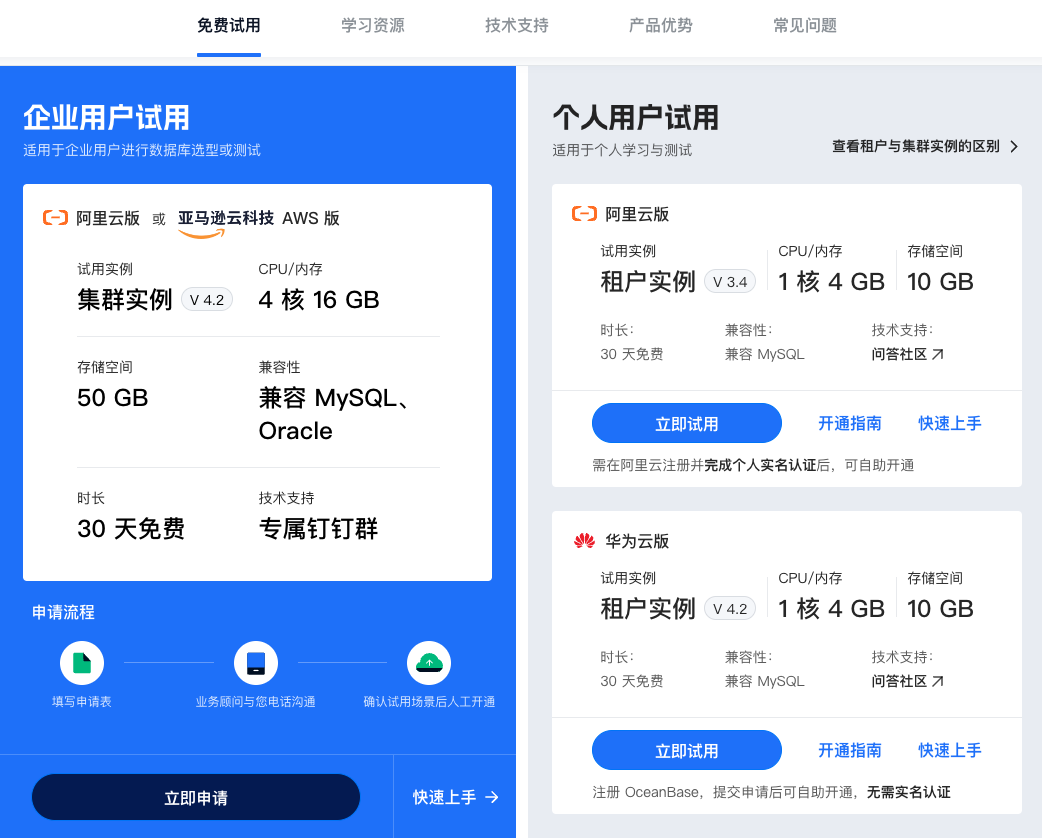 免费试用 学习资源 技术支持 产品优势 常见问题
企业用户试用
适用于企业用户进行数据库选型或测试
阿里云版 或 亚马逊云科技 AWS 版
试用实例 CPU/内存
集群实例 V 4.2 4 核 16 GB
存储空间 兼容性
50 GB 兼容 MySQL、
Oracle
时长 技术支持
30 天免费 专属钉钉群
申请流程
填写申请表 业务顾问与您电话沟通 确认试用场景后人工开通
立即申请 快速上手 →
个人用户试用
适用于个人学习与测试 查看租户与集群实例的区别 >
阿里云版
试用实例 CPU/内存 存储空间
租户实例 V 3.4 1 核 4 GB 10 GB
时长: 兼容性: 技术支持:
30 天免费 兼容 MySQL 问答社区
立即试用 开通指南 快速上手
需在阿里云注册并完成个人实名认证后，可自助开通
华为云版
试用实例 CPU/内存 存储空间
租户实例 V 4.2 1 核 4 GB 10 GB
时长: 兼容性: 技术支持:
30 天免费 兼容 MySQL 问答社区
立即试用 开通指南 快速上手
注册 OceanBase，提交申请后可自助开通，无需实名认证